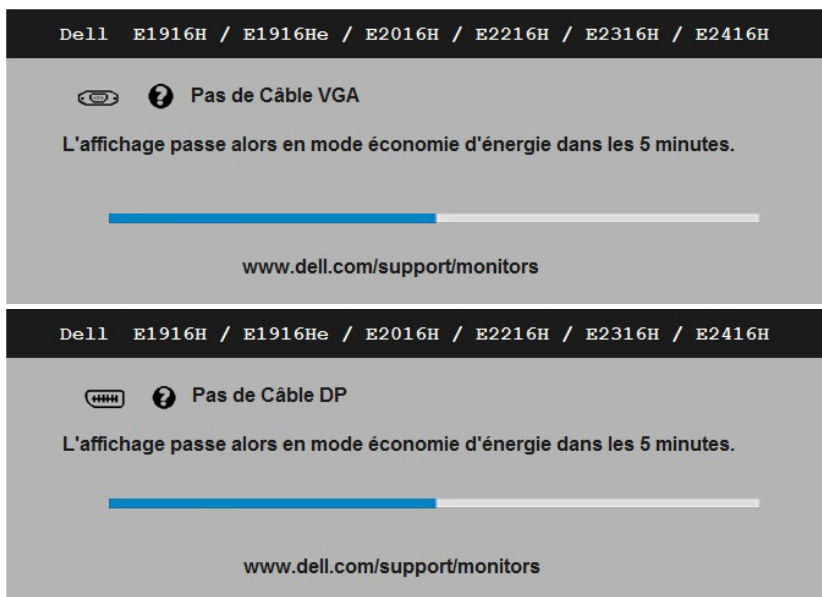 Dell E1916H / E1916He / E2016H / E2216H / E2316H / E2416H
Pas de Câble VGA
L'affichage passe alors en mode économie d'énergie dans les 5 minutes.
www.dell.com/support/monitors
Dell E1916H / E1916He / E2016H / E2216H / E2316H / E2416H
Pas de Câble DP
L'affichage passe alors en mode économie d'énergie dans les 5 minutes.
www.dell.com/support/monitors